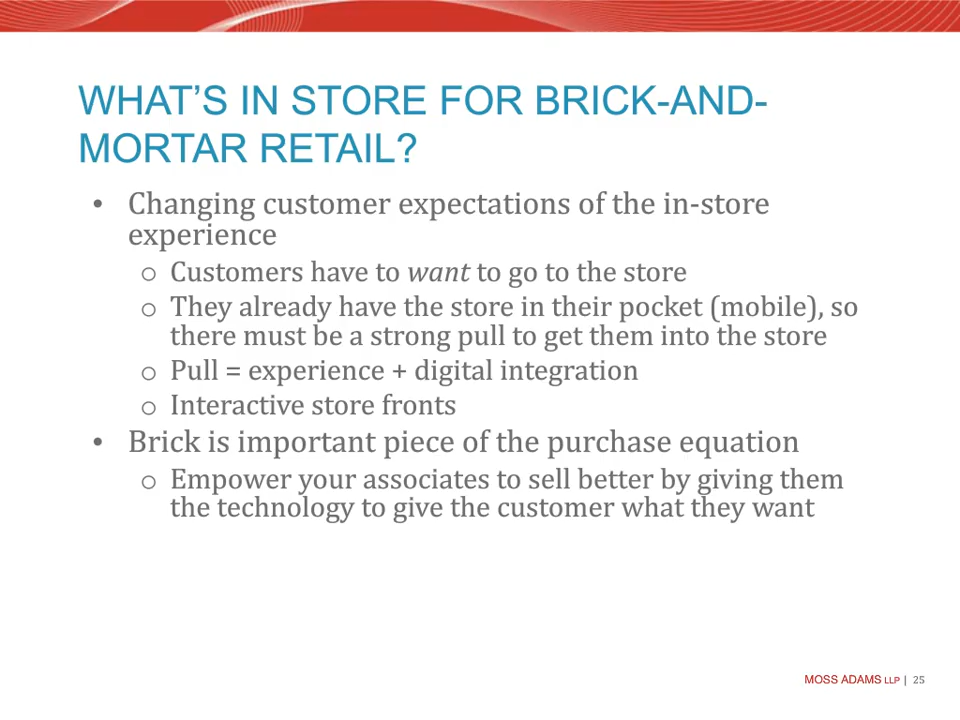 WHAT’S IN STORE FOR BRICK-AND-
MORTAR RETAIL?
• Changing customer expectations of the in-store
experience
o Customers have to want to go to the store
o They already have the store in their pocket (mobile), so
there must be a strong pull to get them into the store
o Pull = experience + digital integration
o Interactive store fronts
• Brick is important piece of the purchase equation
o Empower your associates to sell better by giving them
the technology to give the customer what they want
MOSS ADAMS LLP | 25